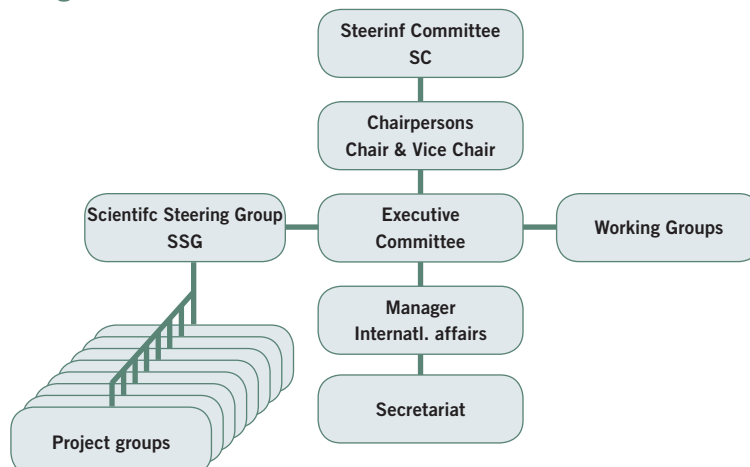 Steerinf Committee
SC
Chairpersons
Chair & Vice Chair
Scientifc Steering Group
SSG
Executive
Committee
Working Groups
Manager
Internatl. affairs
Secretariat
Project groups